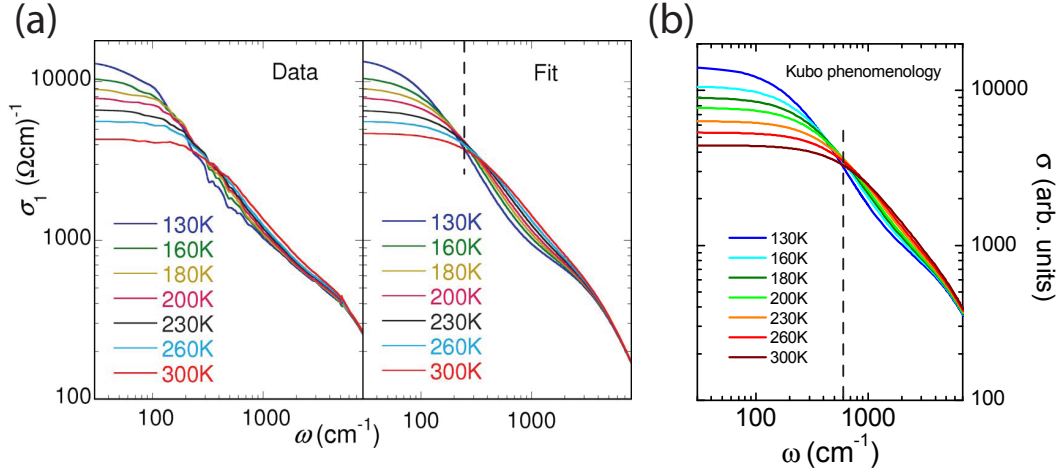 (a)
(b)
Data
Fit
Kubo phenomenology
10000
1000
100
σ₁ (Ωcm)⁻¹
130K
160K
180K
200K
230K
260K
300K
130K
160K
180K
200K
230K
260K
300K
130K
160K
180K
200K
230K
260K
300K
10000
1000
100
σ (arb. units)
100
1000
100
1000
100
1000
ω (cm⁻¹)
ω (cm⁻¹)